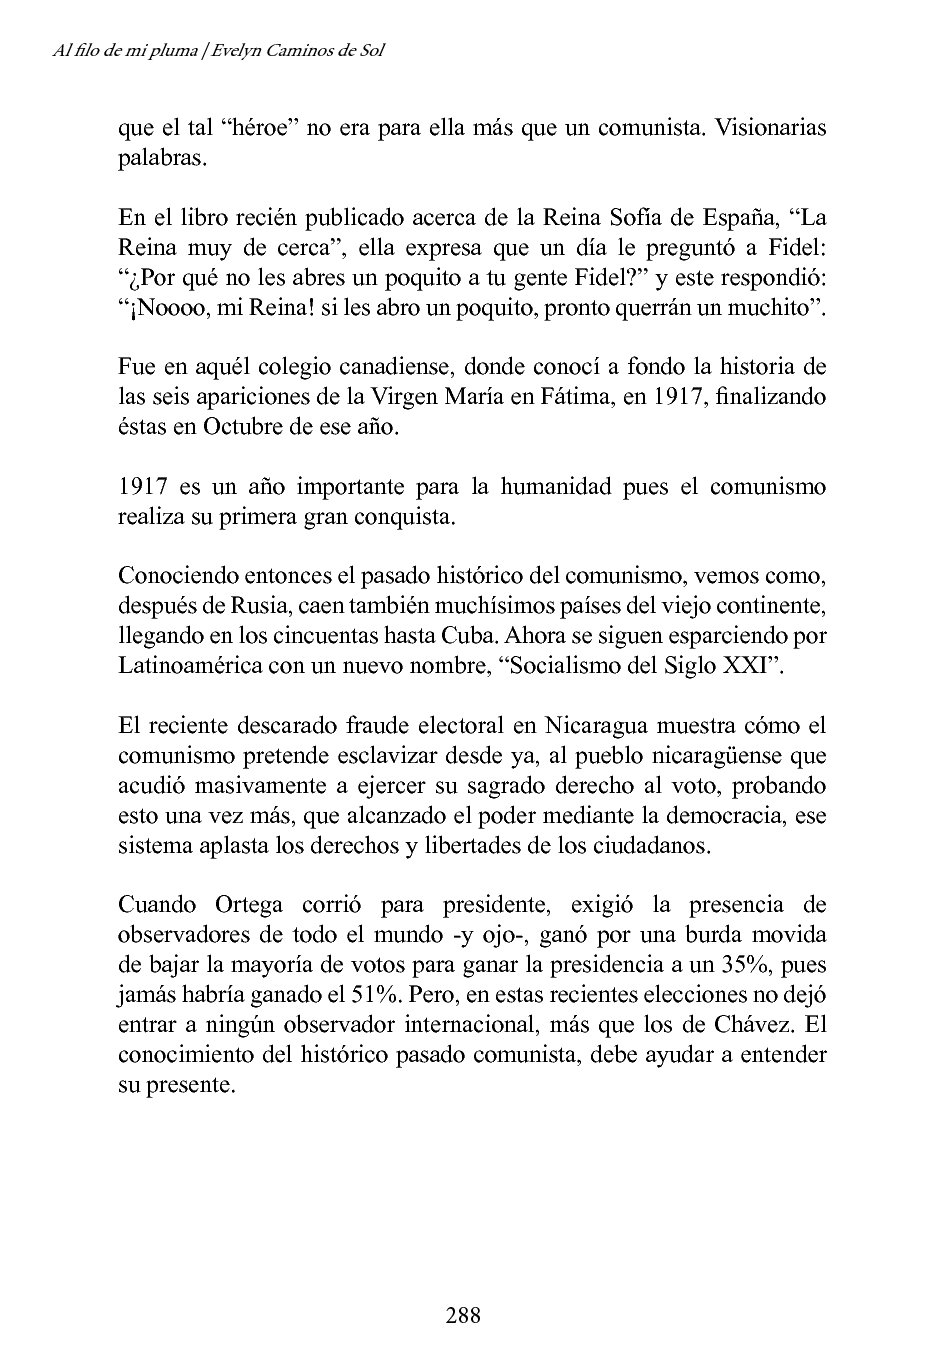 Al filo de mi pluma / Evelyn Caminos de Sol
que el tal “héroe” no era para ella más que un comunista. Visionarias
palabras.
En el libro recién publicado acerca de la Reina Sofía de España, “La
Reina muy de cerca”, ella expresa que un día le preguntó a Fidel:
“¿Por qué no les abres un poquito a tu gente Fidel?” y este respondió:
“¡Noooo, mi Reina! si les abro un poquito, pronto querrán un muchito”.
Fue en aquél colegio canadiense, donde conocí a fondo la historia de
las seis apariciones de la Virgen María en Fátima, en 1917, finalizando
éstas en Octubre de ese año.
1917 es un año importante para la humanidad pues el comunismo
realiza su primera gran conquista.
Conociendo entonces el pasado histórico del comunismo, vemos como,
después de Rusia, caen también muchísimos países del viejo continente,
llegando en los cincuentas hasta Cuba. Ahora se siguen esparciendo por
Latinoamérica con un nuevo nombre, “Socialismo del Siglo XXI”.
El reciente descarado fraude electoral en Nicaragua muestra cómo el
comunismo pretende esclavizar desde ya, al pueblo nicaragüense que
acudió masivamente a ejercer su sagrado derecho al voto, probando
esto una vez más, que alcanzado el poder mediante la democracia, ese
sistema aplasta los derechos y libertades de los ciudadanos.
Cuando Ortega corrió para presidente, exigió la presencia de
observadores de todo el mundo -y ojo-, ganó por una burda movida
de bajar la mayoría de votos para ganar la presidencia a un 35%, pues
jamás habría ganado el 51%. Pero, en estas recientes elecciones no dejó
entrar a ningún observador internacional, más que los de Chávez. El
conocimiento del histórico pasado comunista, debe ayudar a entender
su presente.
288